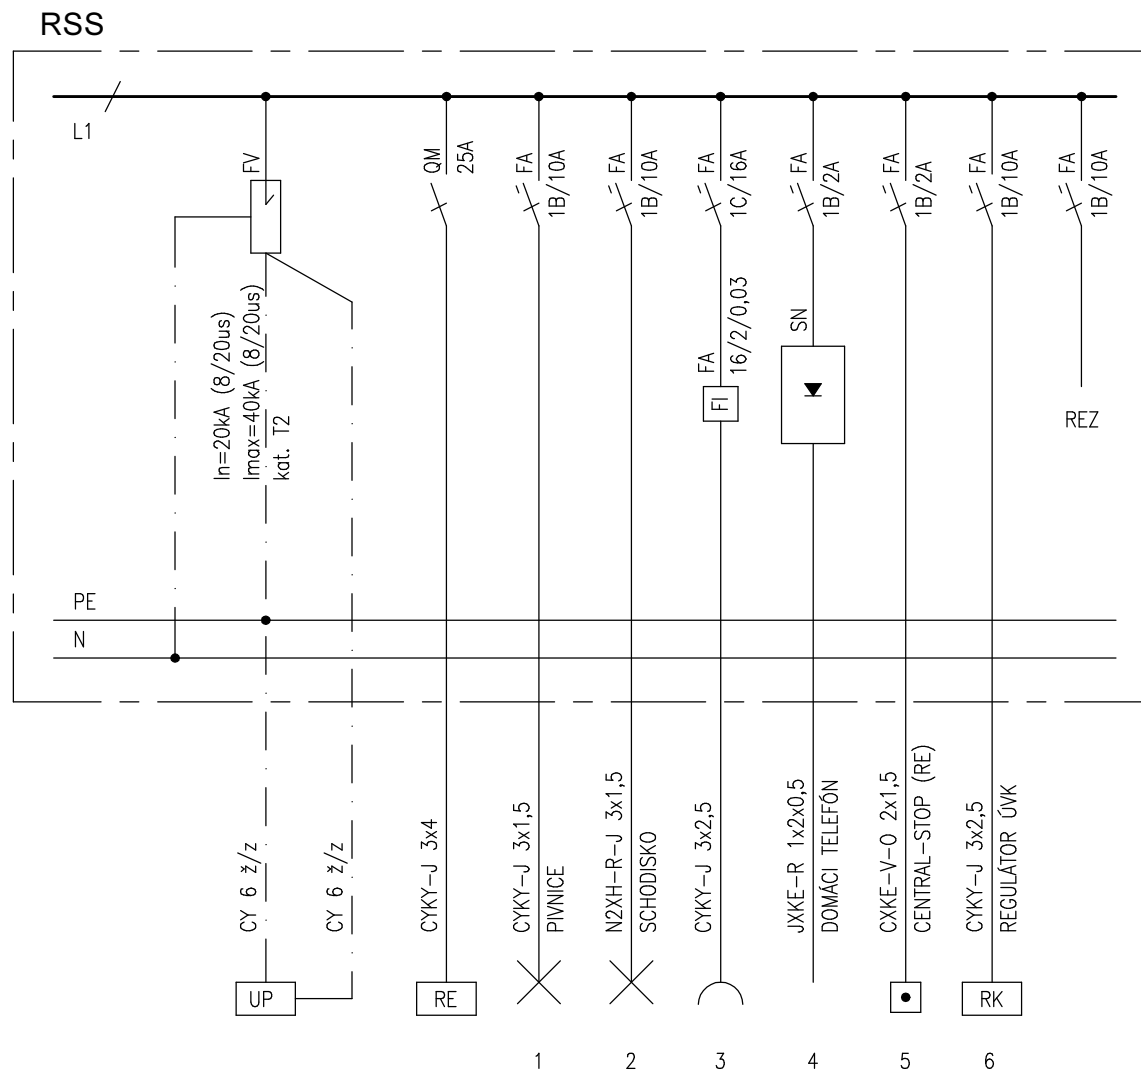 RSS
L1
FV
QM
25A
FA
1B/10A
FA
1B/10A
FA
1C/16A
FA
1B/2A
FA
1B/2A
FA
1B/10A
FA
1B/10A
In=20kA (8/20us)
Imax=40kA (8/20us)
kat. T2
FA
16/2/0,03
FI
SN
REZ
PE
N
CY 6 ž/z
CY 6 ž/z
CYKY-J 3x4
CYKY-J 3x1,5
PIVNICE
N2XH-R-J 3x1,5
SCHODISKO
CYKY-J 3x2,5
JXKE-R 1x2x0,5
DOMÁCI TELEFÓN
CXKE-V-O 2x1,5
CENTRAL-STOP (RE)
CYKY-J 3x2,5
REGULÁTOR ÚVK
UP
RE
RK
1
2
3
4
5
6